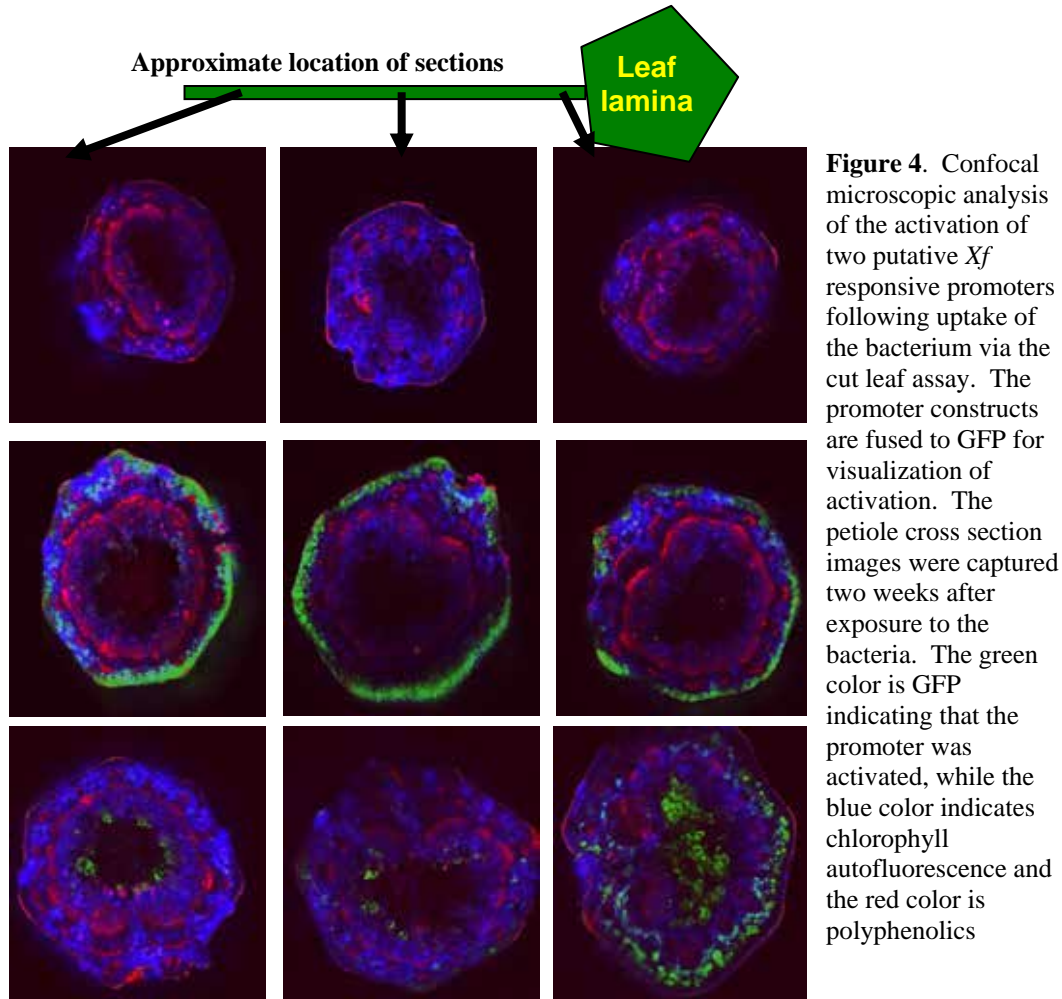 Approximate location of sections
Leaf
lamina
Figure 4. Confocal
microscopic analysis
of the activation of
two putative Xf
responsive promoters
following uptake of
the bacterium via the
cut leaf assay. The
promoter constructs
are fused to GFP for
visualization of
activation. The
petiole cross section
images were captured
two weeks after
exposure to the
bacteria. The green
color is GFP
indicating that the
promoter was
activated, while the
blue color indicates
chlorophyll
autofluorescence and
the red color is
polyphenolics